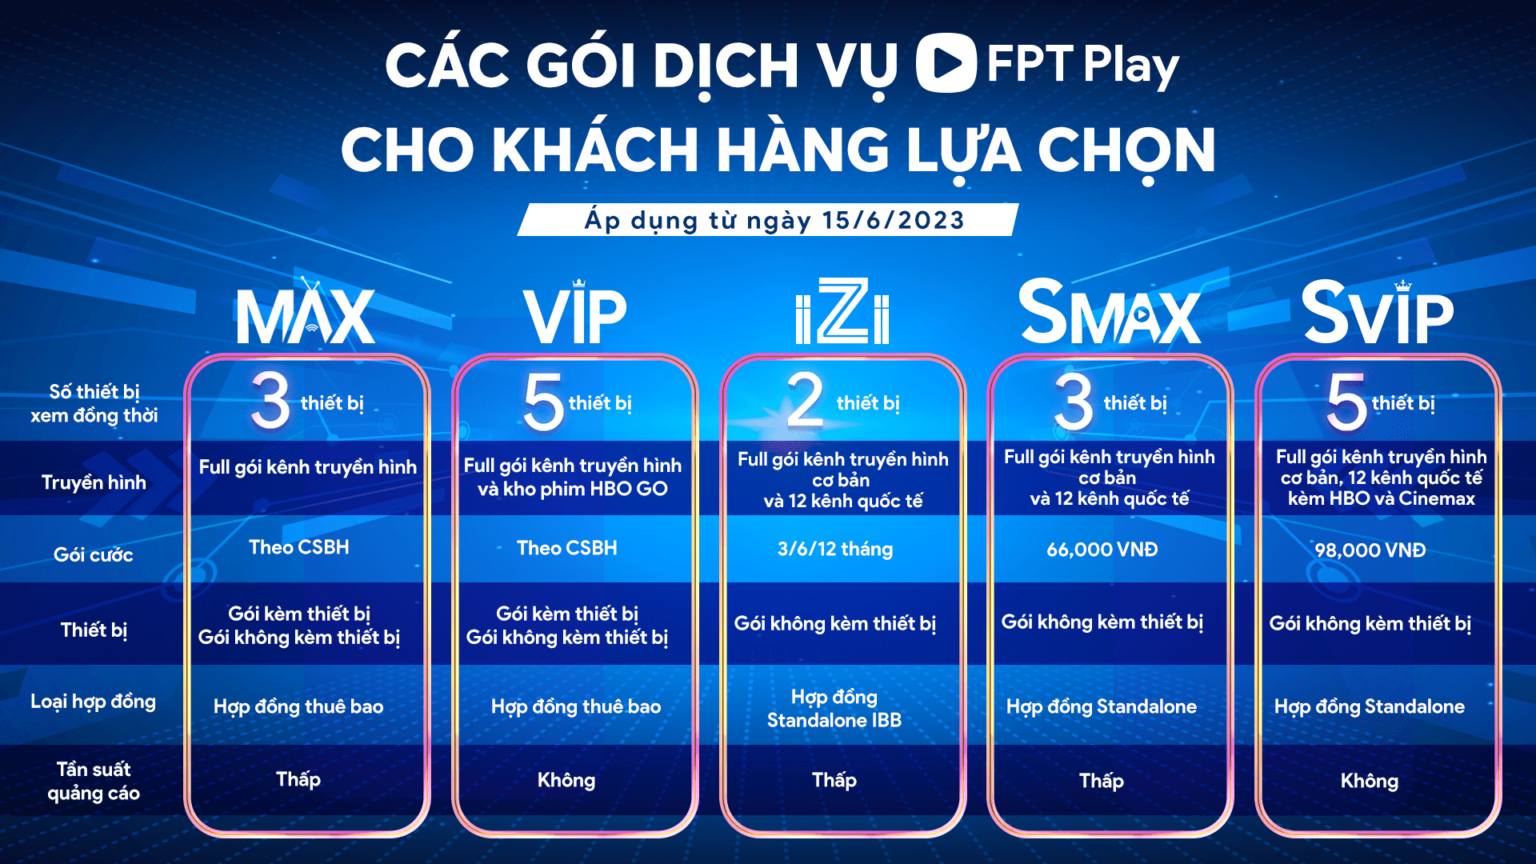 CÁC GÓI DỊCH VỤ FPT Play
CHO KHÁCH HÀNG LỰA CHỌN
Áp dụng từ ngày 15/6/2023
MAX VIP iZi SMAX SVIP
Số thiết bị
xem đồng thời
3 thiết bị
5 thiết bị
2 thiết bị
3 thiết bị
5 thiết bị
Truyền hình
Full gói kênh truyền hình
Full gói kênh truyền hình
và kho phim HBO GO
Full gói kênh truyền hình
cơ bản
và 12 kênh quốc tế
Full gói kênh truyền hình
cơ bản
và 12 kênh quốc tế
Full gói kênh truyền hình
cơ bản, 12 kênh quốc tế
kèm HBO và Cinemax
Gói cước
Theo CSBH
Theo CSBH
3/6/12 tháng
66,000 VNĐ
98,000 VNĐ
Thiết bị
Gói kèm thiết bị
Gói không kèm thiết bị
Gói kèm thiết bị
Gói không kèm thiết bị
Gói không kèm thiết bị
Gói không kèm thiết bị
Gói không kèm thiết bị
Loại hợp đồng
Hợp đồng thuê bao
Hợp đồng thuê bao
Hợp đồng
Standalone IBB
Hợp đồng Standalone
Hợp đồng Standalone
Tần suất
quảng cáo
Thấp
Không
Thấp
Thấp
Không